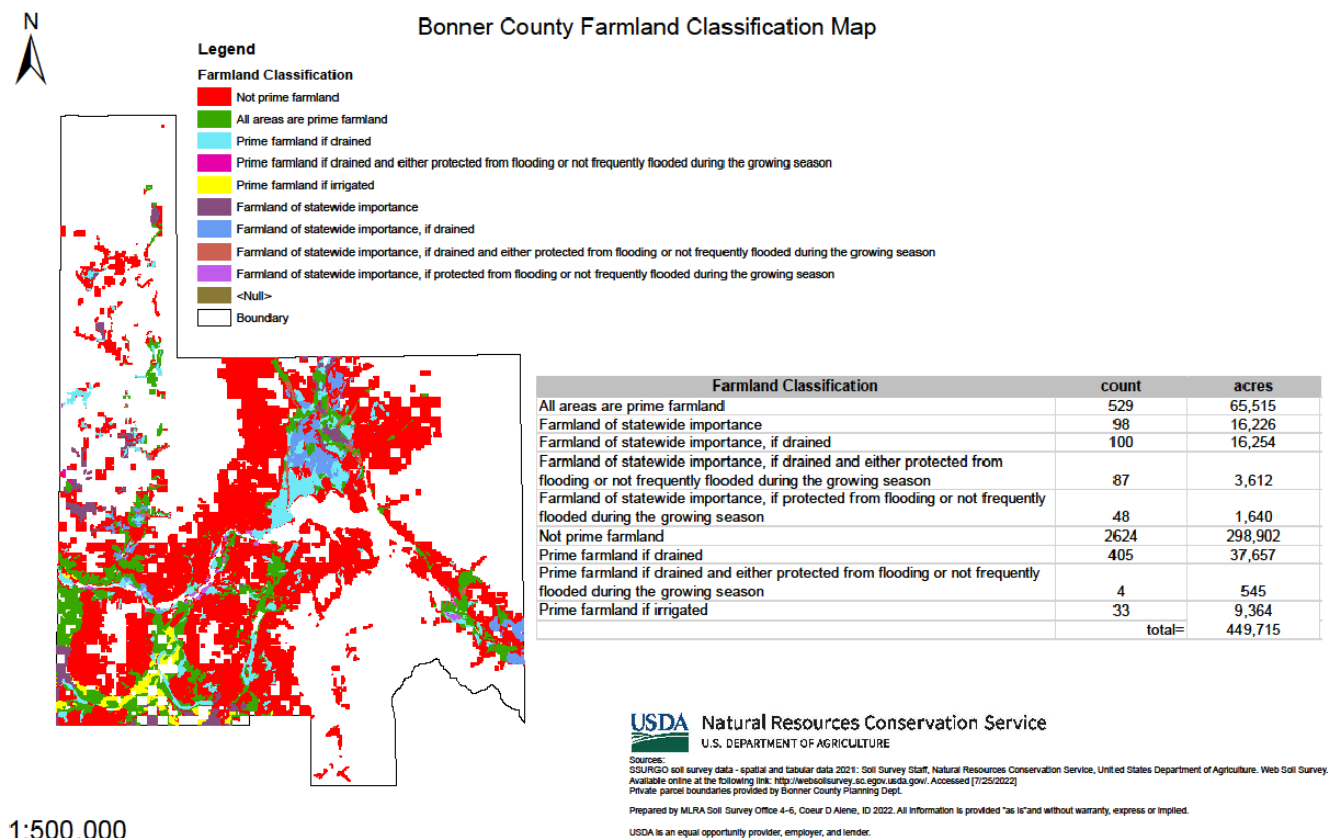 Bonner County Farmland Classification Map
N
Legend
Farmland Classification
Not prime farmland
All areas are prime farmland
Prime farmland if drained
Prime farmland if drained and either protected from flooding or not frequently flooded during the growing season
Prime farmland if irrigated
Farmland of statewide importance
Farmland of statewide importance, if drained
Farmland of statewide importance, if drained and either protected from flooding or not frequently flooded during the growing season
Farmland of statewide importance, if protected from flooding or not frequently flooded during the growing season
<Null>
Boundary
Farmland Classification count acres
All areas are prime farmland 529 65,515
Farmland of statewide importance 98 16,226
Farmland of statewide importance, if drained 100 16,254
Farmland of statewide importance, if drained and either protected from
flooding or not frequently flooded during the growing season 87 3,612
Farmland of statewide importance, if protected from flooding or not frequently
flooded during the growing season 48 1,640
Not prime farmland 2624 298,902
Prime farmland if drained 405 37,657
Prime farmland if drained and either protected from flooding or not frequently
flooded during the growing season 4 545
Prime farmland if irrigated 33 9,364
total= 449,715
USDA Natural Resources Conservation Service
U.S. DEPARTMENT OF AGRICULTURE
Sources:
SSURGO soil survey data - spatial and tabular data 2021: Soil Survey Staff, Natural Resources Conservation Service, United States Department of Agriculture. Web Soil Survey.
Available online at the following link: http://websoilsurvey.sc.egov.usda.gov/. Accessed [7/25/2022]
Private parcel boundaries provided by Bonner County Planning Dept.
Prepared by MLRA Soil Survey Office 4-6, Coeur D Alene, ID 2022. All information is provided "as is" and without warranty, express or implied.
USDA is an equal opportunity provider, employer, and lender.
1:500,000